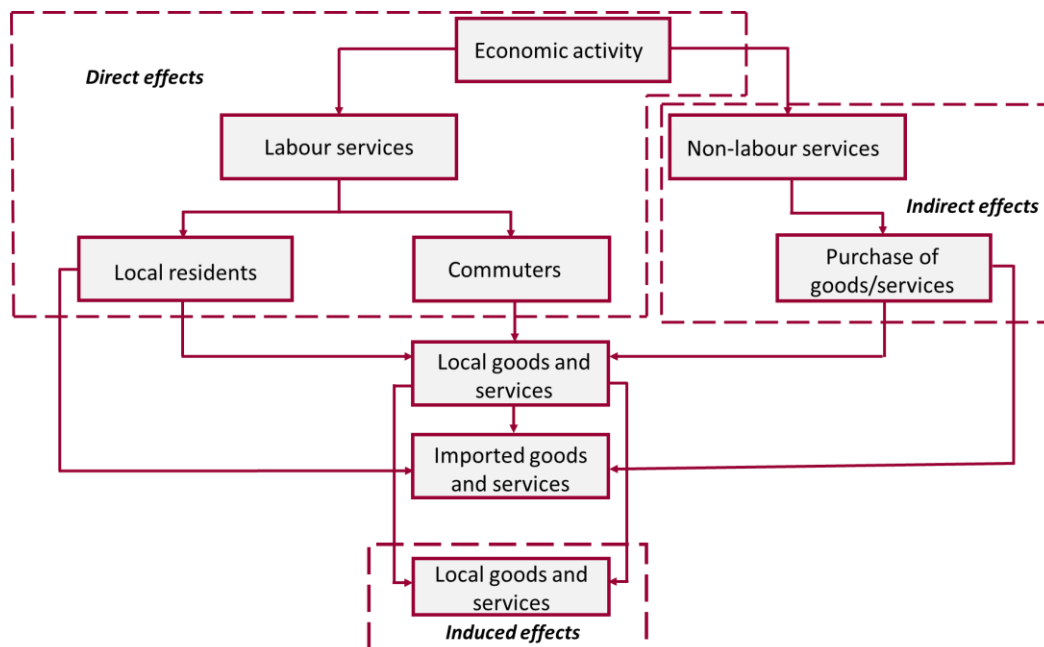 Economic activity
Direct effects
Labour services
Non-labour services
Indirect effects
Local residents
Commuters
Purchase of
goods/services
Local goods and
services
Imported goods
and services
Local goods and
services
Induced effects